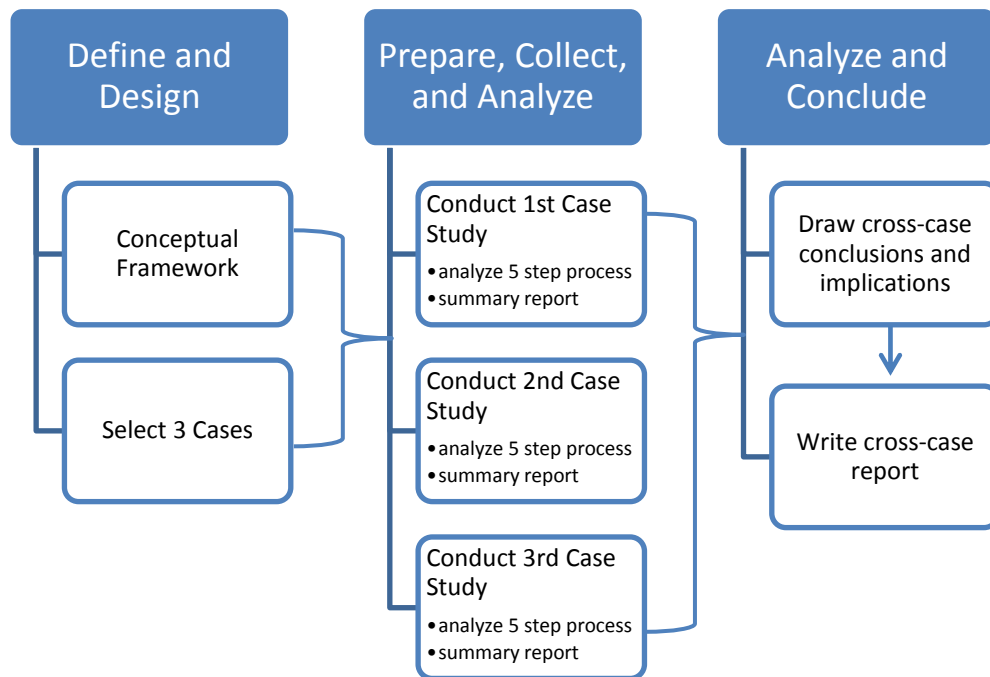 Define and
Design
Conceptual
Framework
Select 3 Cases
Prepare, Collect,
and Analyze
Conduct 1st Case
Study
•analyze 5 step process
•summary report
Conduct 2nd Case
Study
•analyze 5 step process
•summary report
Conduct 3rd Case
Study
•analyze 5 step process
•summary report
Analyze and
Conclude
Draw cross-case
conclusions and
implications
Write cross-case
report